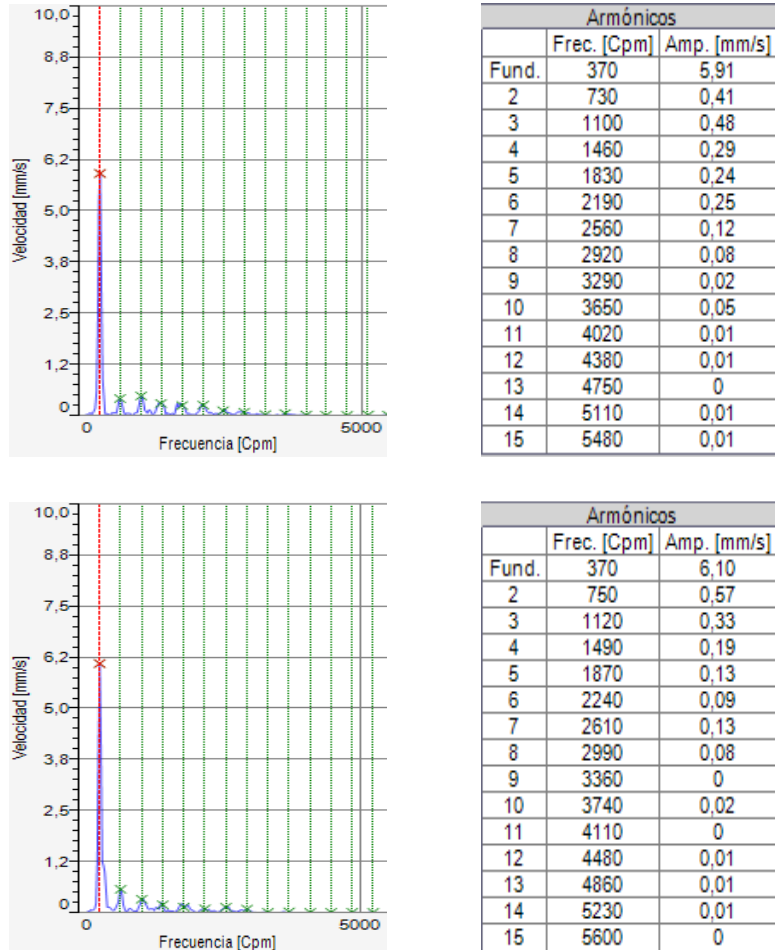 10,0
8,8
7,5
6,2
5,0
3,8
2,5
1,2
0
Velocidad [mm/s]
0 5000
Frecuencia [Cpm]
Armónicos
Frec. [Cpm] Amp. [mm/s]
Fund. 370 5,91
2 730 0,41
3 1100 0,48
4 1460 0,29
5 1830 0,24
6 2190 0,25
7 2560 0,12
8 2920 0,08
9 3290 0,02
10 3650 0,05
11 4020 0,01
12 4380 0,01
13 4750 0
14 5110 0,01
15 5480 0,01
10,0
8,8
7,5
6,2
5,0
3,8
2,5
1,2
0
Velocidad [mm/s]
0 5000
Frecuencia [Cpm]
Armónicos
Frec. [Cpm] Amp. [mm/s]
Fund. 370 6,10
2 750 0,57
3 1120 0,33
4 1490 0,19
5 1870 0,13
6 2240 0,09
7 2610 0,13
8 2990 0,08
9 3360 0
10 3740 0,02
11 4110 0
12 4480 0,01
13 4860 0,01
14 5230 0,01
15 5600 0